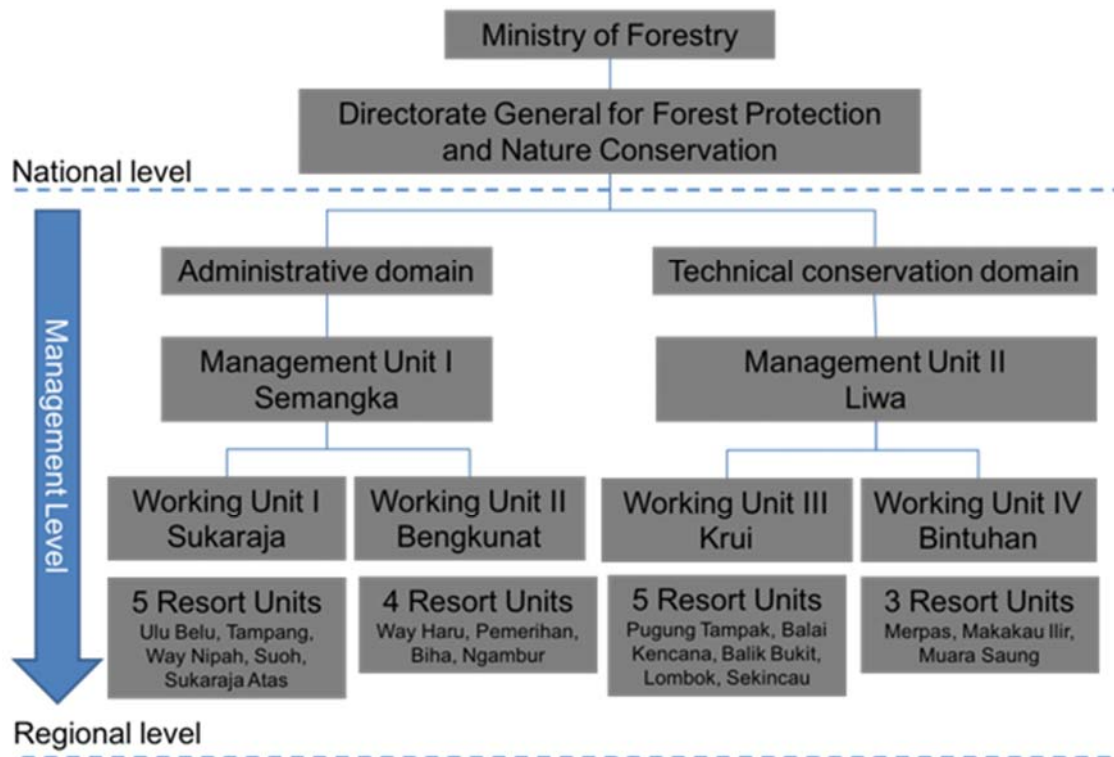 Ministry of Forestry
Directorate General for Forest Protection
and Nature Conservation
National level
Administrative domain
Technical conservation domain
Management Level
Management Unit I
Semangka
Management Unit II
Liwa
Working Unit I
Sukaraja
Working Unit II
Bengkunat
Working Unit III
Krui
Working Unit IV
Bintuhan
5 Resort Units
Ulu Belu, Tampang,
Way Nipah, Suoh,
Sukaraja Atas
4 Resort Units
Way Haru, Pemerihan,
Biha, Ngambur
5 Resort Units
Pugung Tampak, Balai
Kencana, Balik Bukit,
Lombok, Sekincau
3 Resort Units
Merpas, Makakau Ilir,
Muara Saung
Regional level